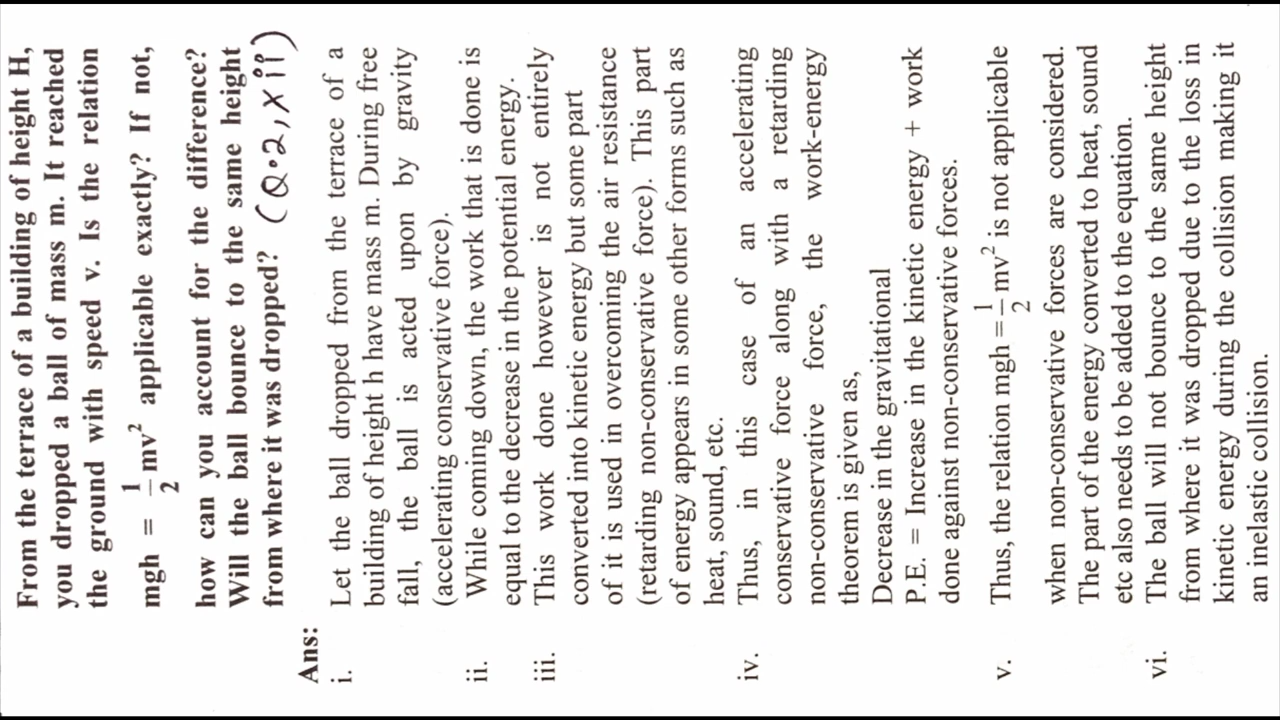 From the terrace of a building of height H,
you dropped a ball of mass m. It reached
the ground with speed v. Is the relation
mgh = 1/2 mv² applicable exactly? If not,
how can you account for the difference?
Will the ball bounce to the same height
from where it was dropped? (Q.2, xii)
Ans:
i. Let the ball dropped from the terrace of a
building of height h have mass m. During free
fall, the ball is acted upon by gravity
(accelerating conservative force).
ii. While coming down, the work that is done is
equal to the decrease in the potential energy.
iii. This work done however is not entirely
converted into kinetic energy but some part
of it is used in overcoming the air resistance
(retarding non-conservative force). This part
of energy appears in some other forms such as
heat, sound, etc.
iv. Thus, in this case of an accelerating
conservative force along with a retarding
non-conservative force, the work-energy
theorem is given as,
Decrease in the gravitational
P.E. = Increase in the kinetic energy + work
done against non-conservative forces.
v. Thus, the relation mgh = 1/2 mv² is not applicable
when non-conservative forces are considered.
The part of the energy converted to heat, sound
etc also needs to be added to the equation.
vi. The ball will not bounce to the same height
from where it was dropped due to the loss in
kinetic energy during the collision making it
an inelastic collision.